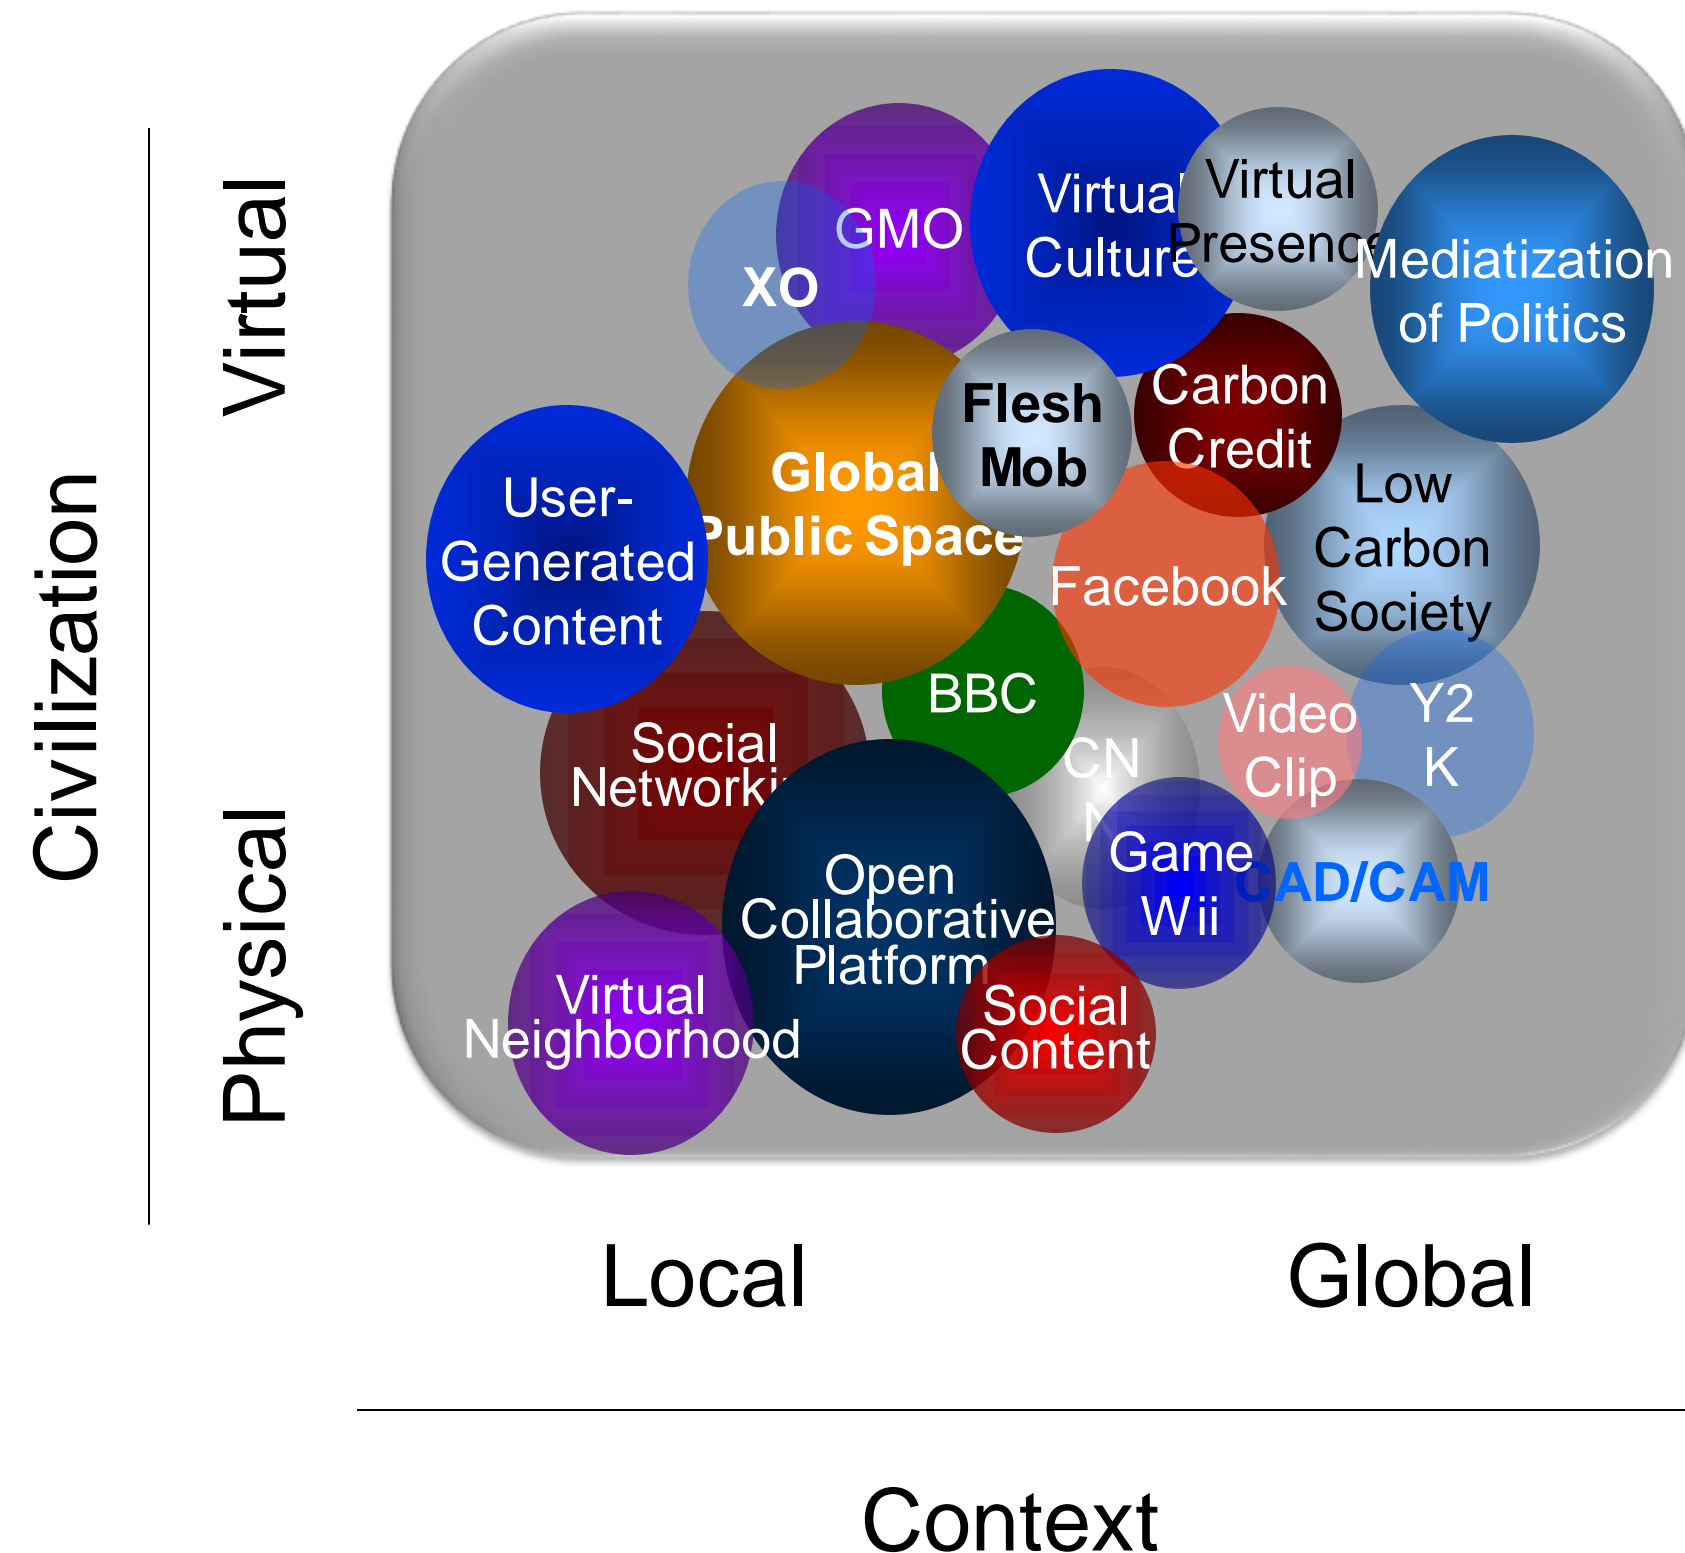 Civilization
Virtual
Physical
GMO
XO
Virtual
Culture
Virtual
Presence
Mediatization
of Politics
Flesh
Mob
Carbon
Credit
Global
Public Space
User-
Generated
Content
Low
Carbon
Society
Facebook
BBC
Social
Networki
CN
N
Video
Clip
Y2
K
Game
Wii
CAD/CAM
Open
Collaborative
Platform
Virtual
Neighborhood
Social
Content
Local
Global
Context